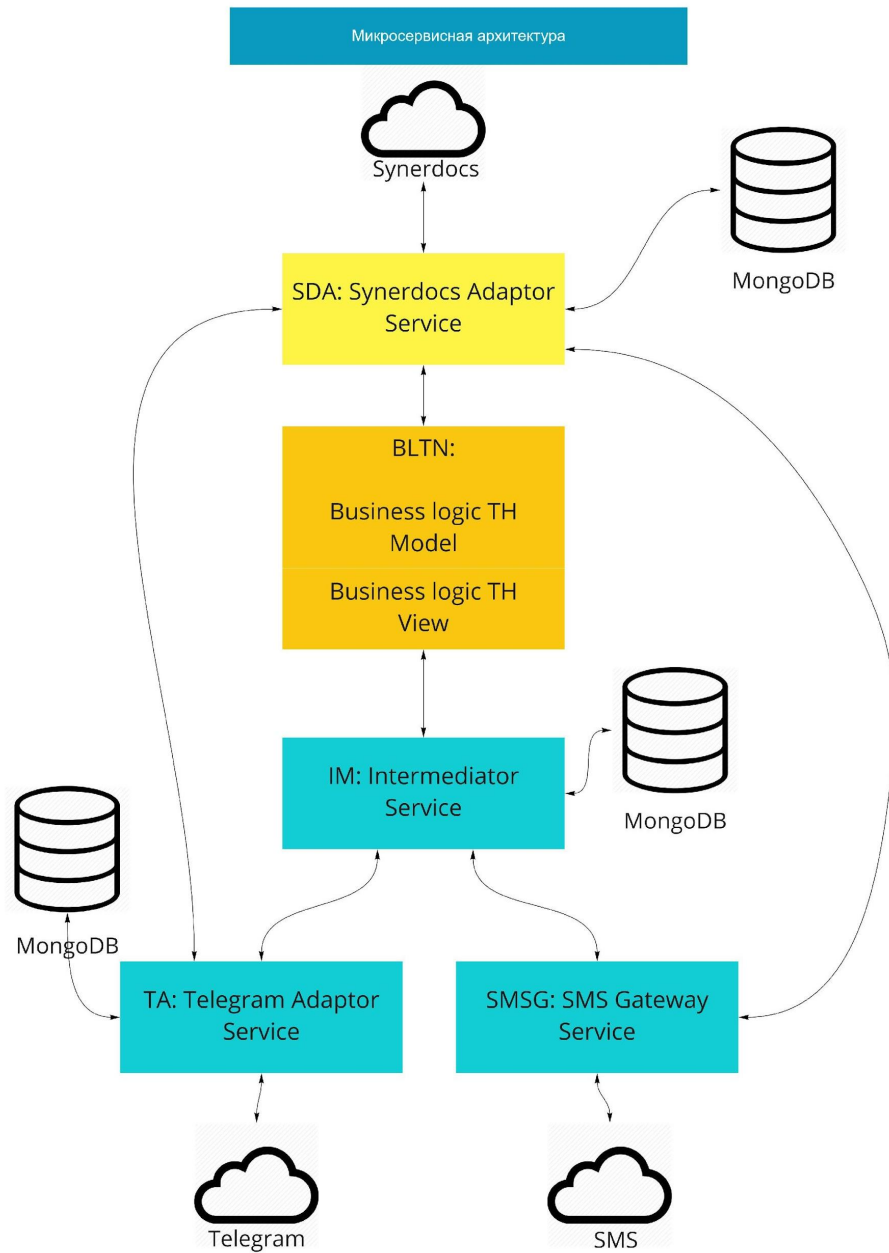 Микросервисная архитектура
Synerdocs
MongoDB
SDA: Synerdocs Adaptor
Service
BLTN:
Business logic TH
Model
Business logic TH
View
IM: Intermediator
Service
MongoDB
MongoDB
TA: Telegram Adaptor
Service
SMSG: SMS Gateway
Service
Telegram
SMS